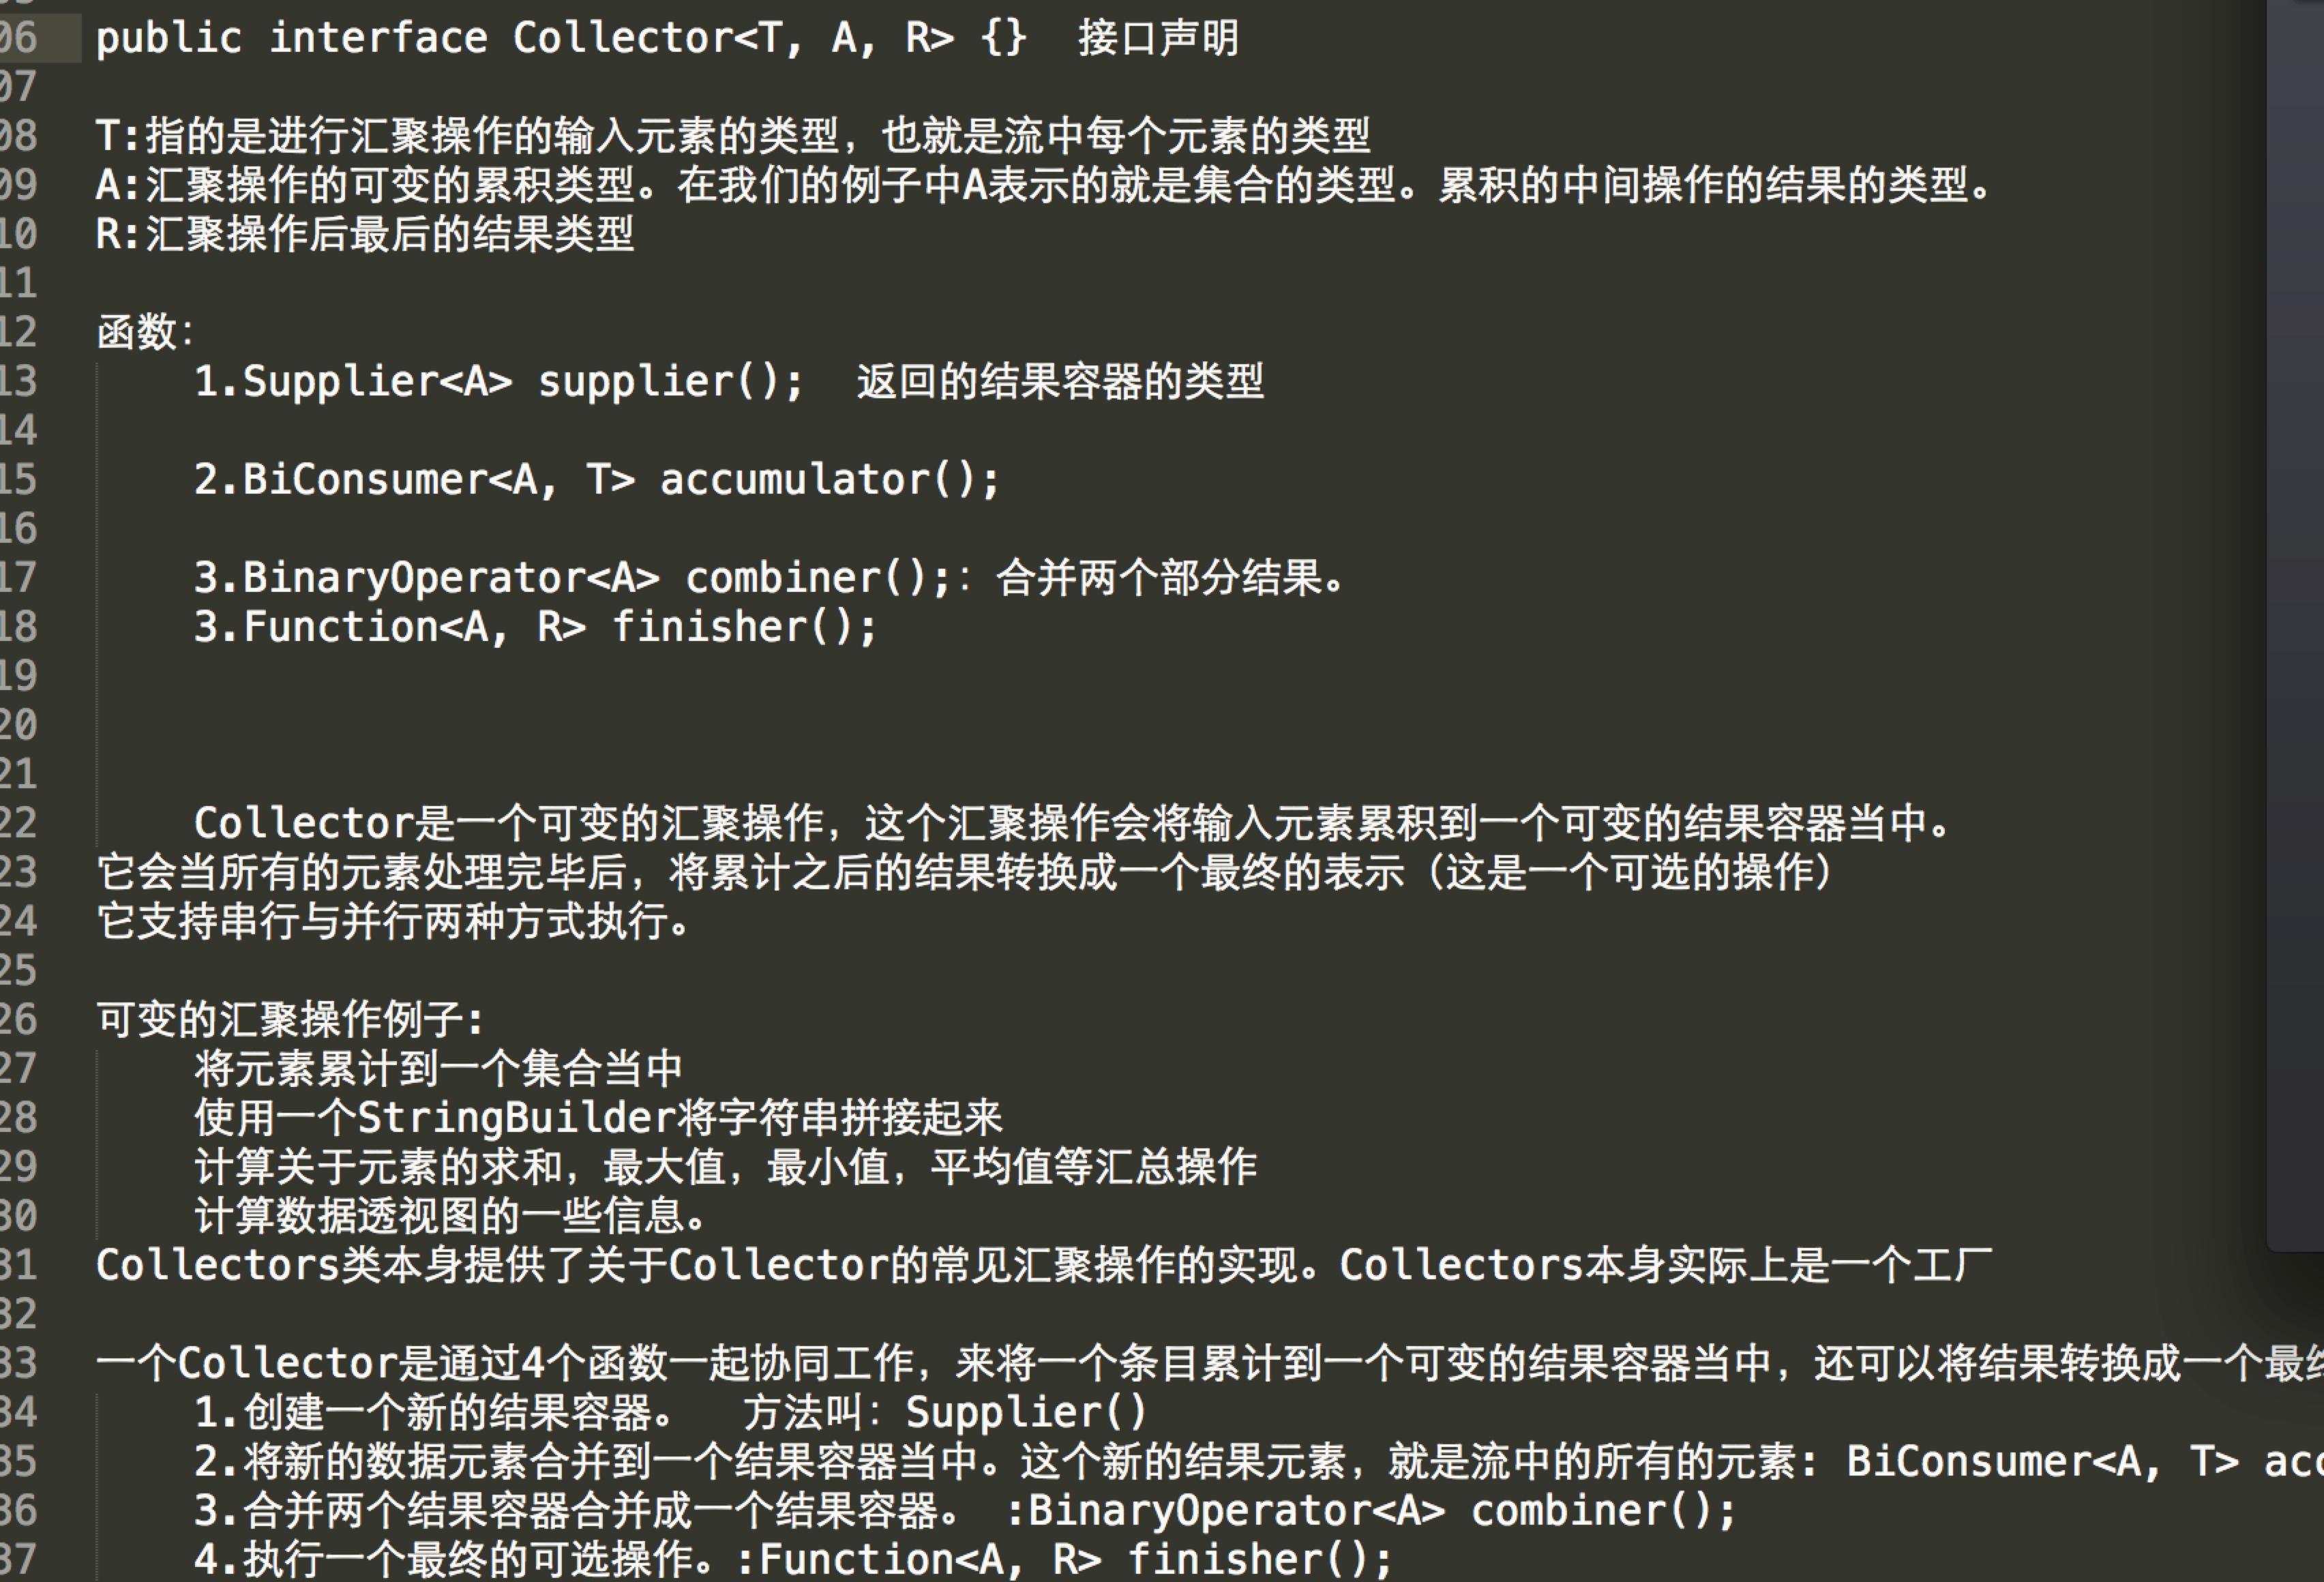 06 public interface Collector<T, A, R> {}  接口声明
07
08 T:指的是进行汇聚操作的输入元素的类型，也就是流中每个元素的类型
09 A:汇聚操作的可变的累积类型。在我们的例子中A表示的就是集合的类型。累积的中间操作的结果的类型。
10 R:汇聚操作后最后的结果类型
11
12 函数：
13 1.Supplier<A> supplier();  返回的结果容器的类型
14
15 2.BiConsumer<A, T> accumulator();
16
17 3.BinaryOperator<A> combiner();：合并两个部分结果。
18 3.Function<A, R> finisher();
19
20
21
22 Collector是一个可变的汇聚操作，这个汇聚操作会将输入元素累积到一个可变的结果容器当中。
23 它会当所有的元素处理完毕后，将累计之后的结果转换成一个最终的表示（这是一个可选的操作）
24 它支持串行与并行两种方式执行。
25
26 可变的汇聚操作例子:
27 将元素累计到一个集合当中
28 使用一个StringBuilder将字符串拼接起来
29 计算关于元素的求和，最大值，最小值，平均值等汇总操作
30 计算数据透视图的一些信息。
31 Collectors类本身提供了关于Collector的常见汇聚操作的实现。Collectors本身实际上是一个工厂
32
33 一个Collector是通过4个函数一起协同工作，来将一个条目累计到一个可变的结果容器当中，还可以将结果转换成一个最
34 1.创建一个新的结果容器。  方法叫：Supplier()
35 2.将新的数据元素合并到一个结果容器当中。这个新的结果元素，就是流中的所有的元素: BiConsumer<A, T> acc
36 3.合并两个结果容器合并成一个结果容器。 :BinaryOperator<A> combiner();
37 4.执行一个最终的可选操作。:Function<A, R> finisher();